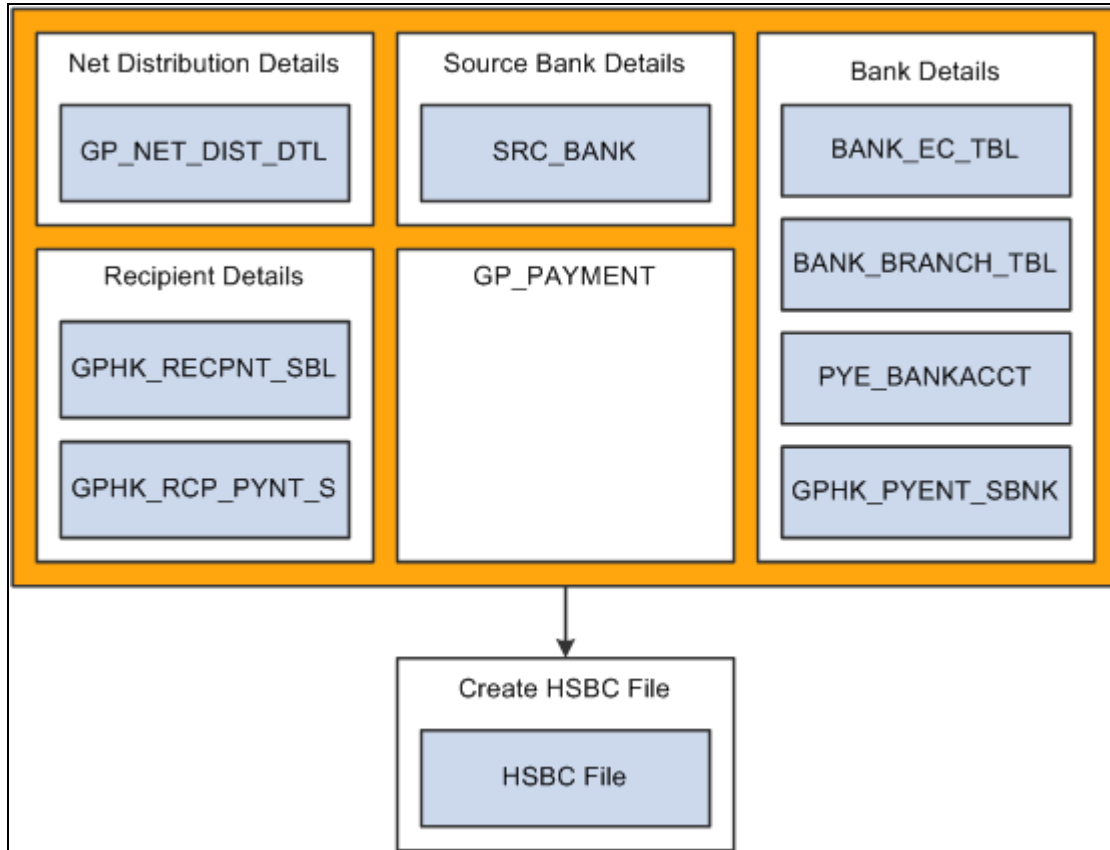 Net Distribution Details
GP_NET_DIST_DTL
Source Bank Details
SRC_BANK
Bank Details
BANK_EC_TBL
BANK_BRANCH_TBL
PYE_BANKACCT
GPHK_PYENT_SBNK
Recipient Details
GPHK_RECPNT_SBL
GPHK_RCP_PYNT_S
GP_PAYMENT
Create HSBC File
HSBC File